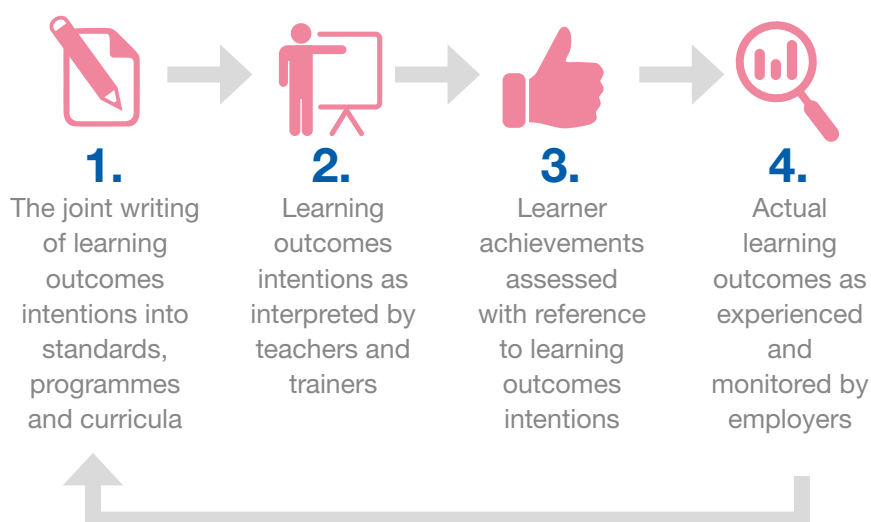 1.
The joint writing
of learning
outcomes
intentions into
standards,
programmes
and curricula
2.
Learning
outcomes
intentions as
interpreted by
teachers and
trainers
3.
Learner
achievements
assessed
with reference
to learning
outcomes
intentions
4.
Actual
learning
outcomes as
experienced
and
monitored by
employers